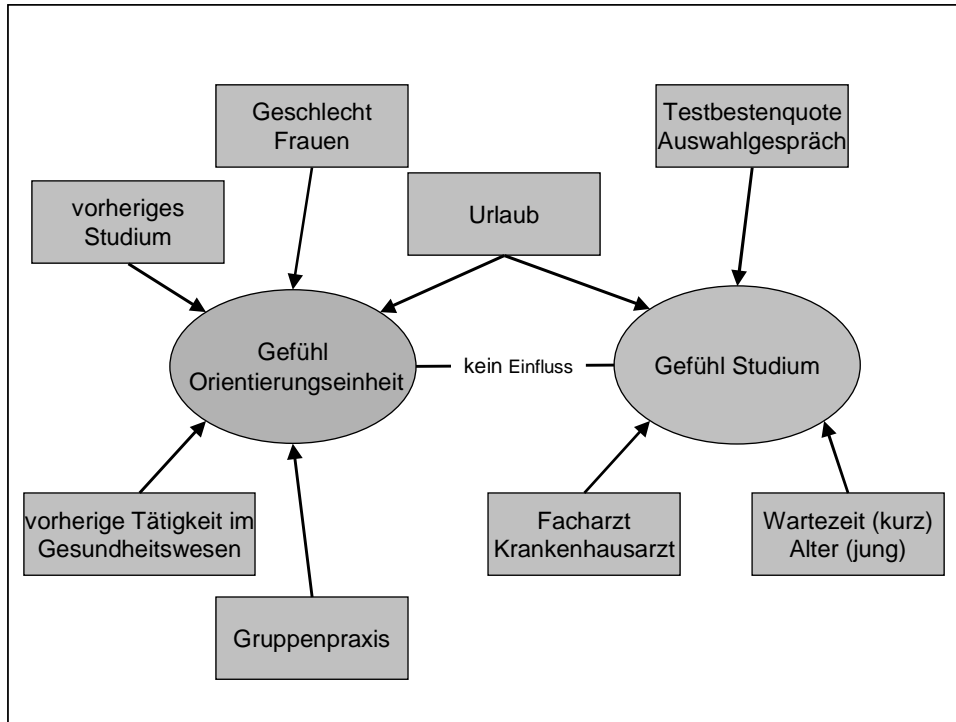 Geschlecht
Frauen
Testbestenquote
Auswahlgespräch
vorheriges
Studium
Urlaub
Gefühl
Orientierungseinheit
kein Einfluss
Gefühl Studium
vorherige Tätigkeit im
Gesundheitswesen
Facharzt
Krankenhausarzt
Wartezeit (kurz)
Alter (jung)
Gruppenpraxis